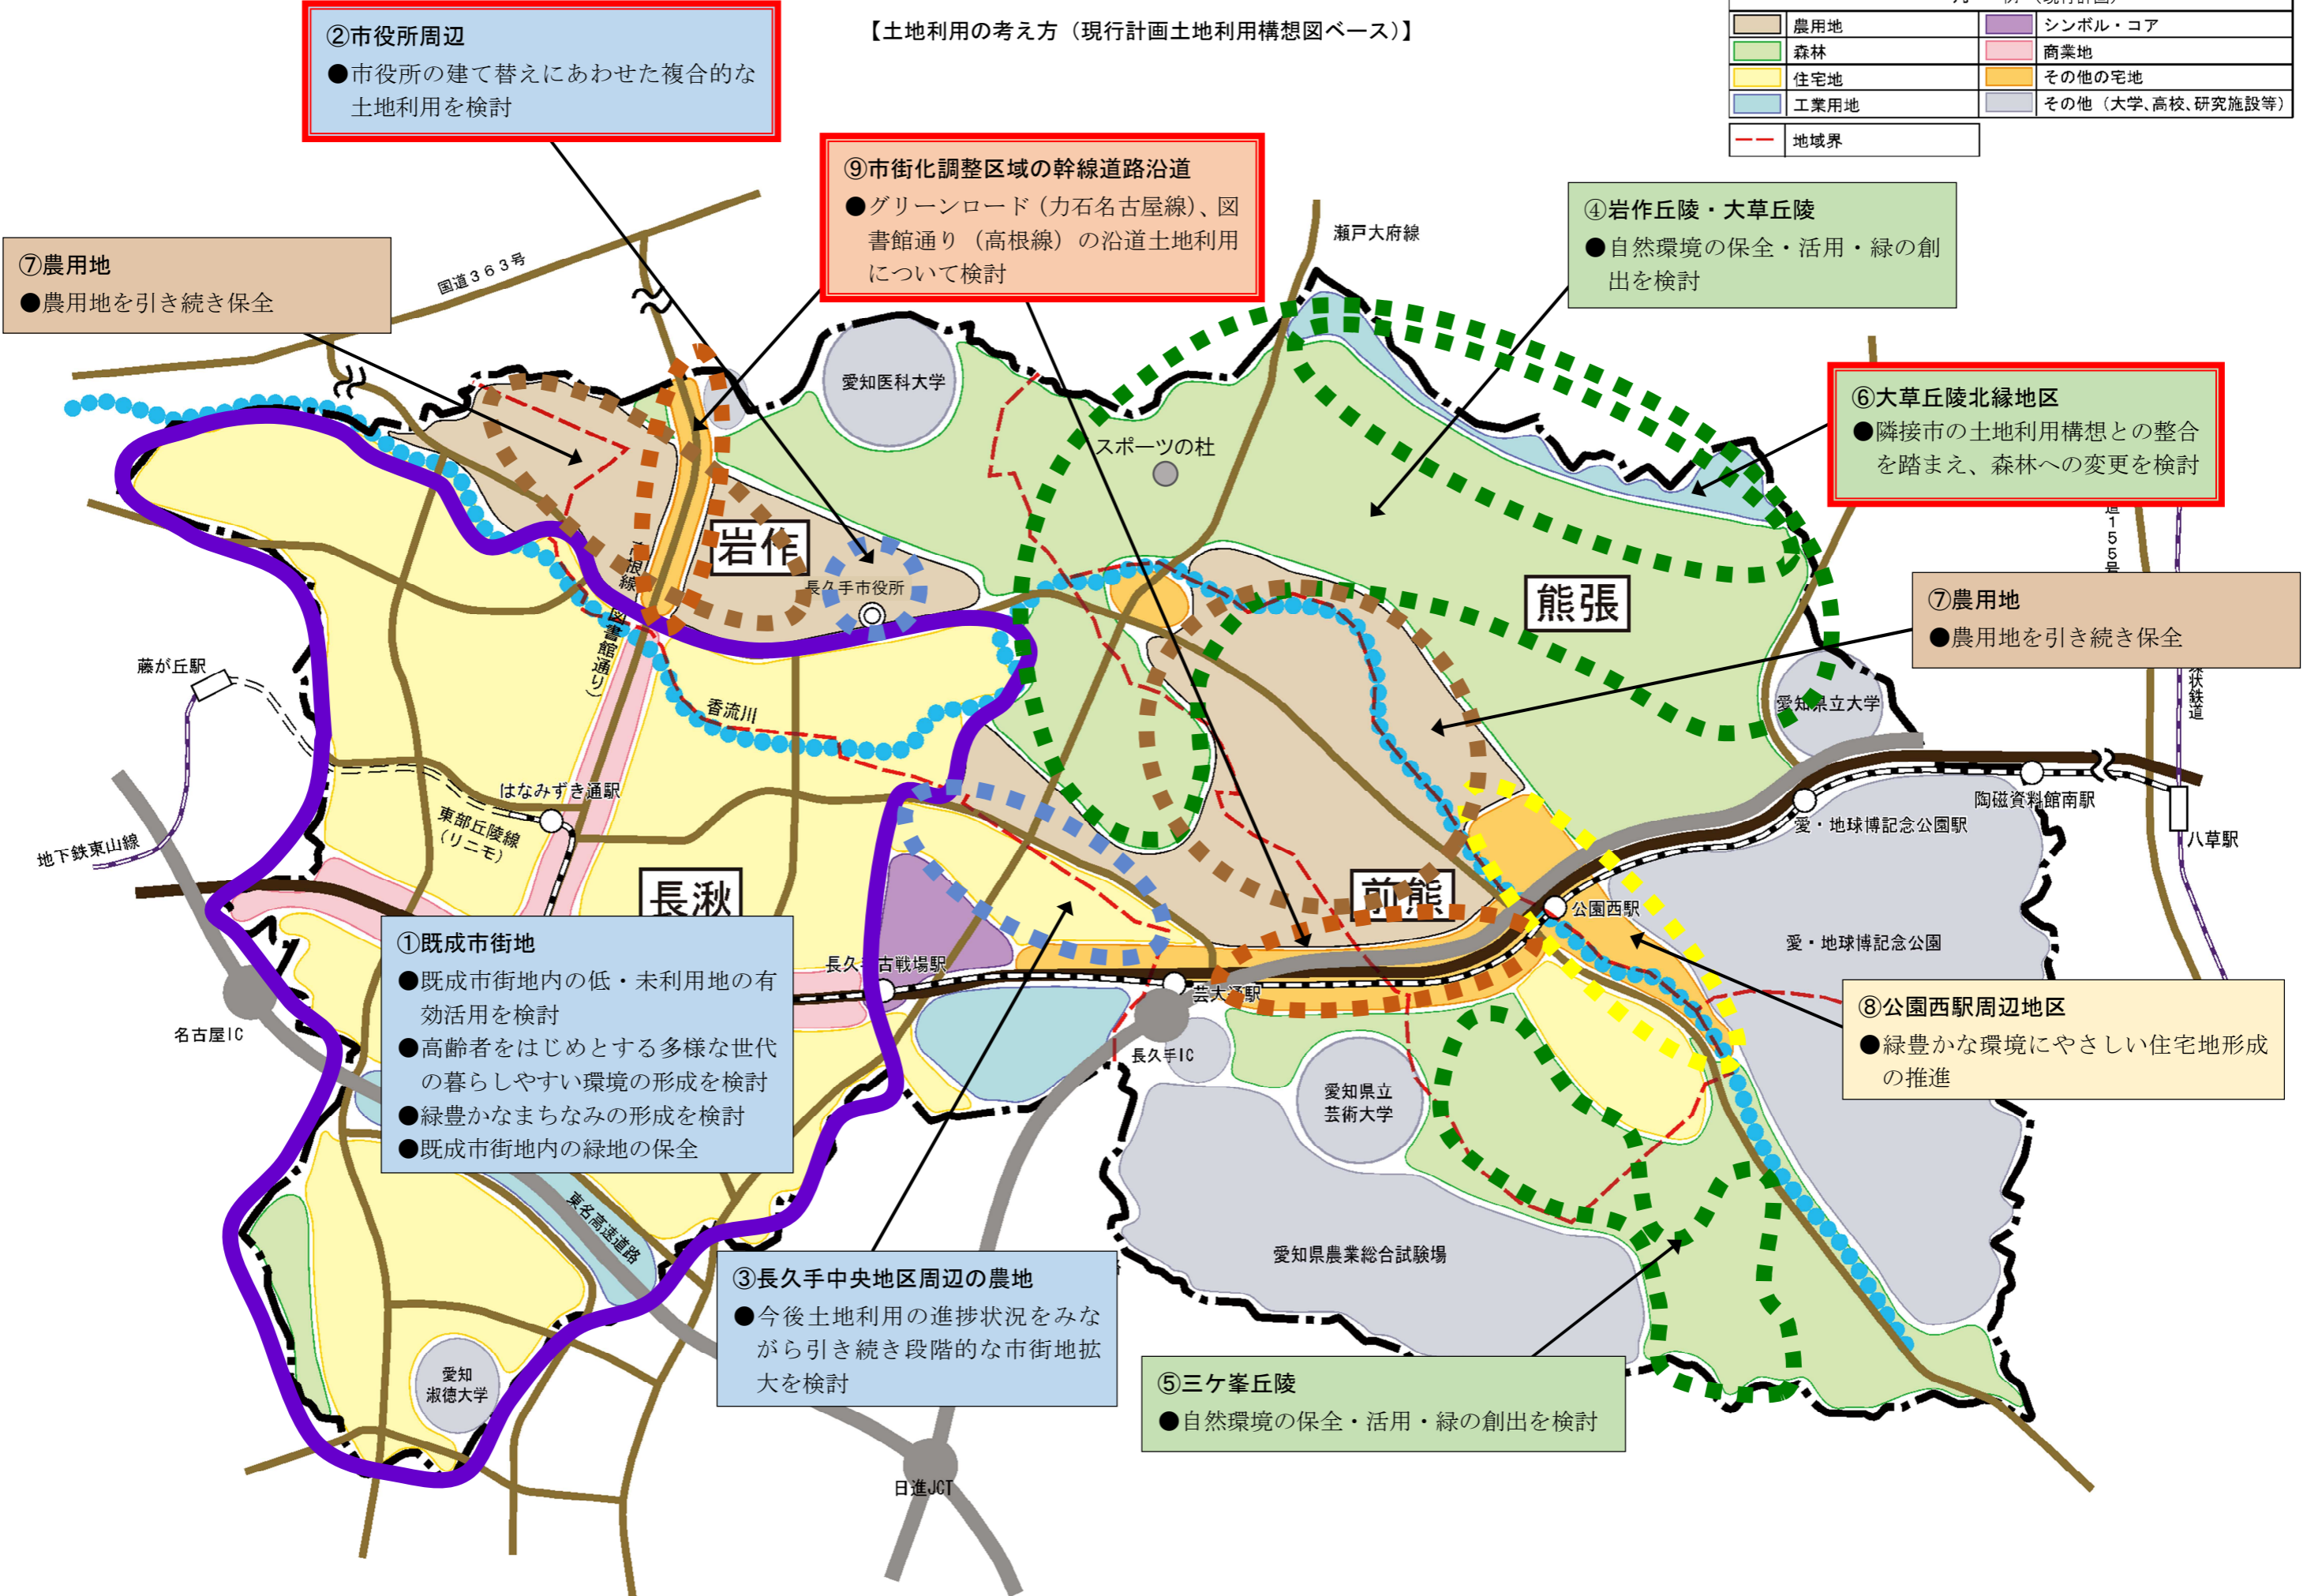 【土地利用の考え方（現行計画土地利用構想図ベース）】
農用地
シンボル・コア
森林
商業地
住宅地
その他の宅地
工業用地
その他（大学、高校、研究施設等）
地域界
②市役所周辺
●市役所の建て替えにあわせた複合的な
土地利用を検討
⑨市街化調整区域の幹線道路沿道
●グリーンロード（力石名古屋線）、図
書館通り（高根線）の沿道土地利用
について検討
④岩作丘陵・大草丘陵
●自然環境の保全・活用・緑の創
出を検討
⑦農用地
●農用地を引き続き保全
⑥大草丘陵北縁地区
●隣接市の土地利用構想との整合
を踏まえ、森林への変更を検討
⑦農用地
●農用地を引き続き保全
国道３６３号
瀬戸大府線
愛知医科大学
スポーツの杜
岩作
長久手市役所
熊張
道１５５号
愛知県立大学
状鉄道
根線
図書館通り）
藤が丘駅
香流川
はなみずき通駅
東部丘陵線
（リニモ）
地下鉄東山線
陶磁資料館南駅
愛・地球博記念公園駅
八草駅
長湫
前熊
公園西駅
愛・地球博記念公園
長久手古戦場駅
芸大通駅
名古屋IC
長久手IC
愛知県立
芸術大学
①既成市街地
●既成市街地内の低・未利用地の有
効活用を検討
●高齢者をはじめとする多様な世代
の暮らしやすい環境の形成を検討
●緑豊かなまちなみの形成を検討
●既成市街地内の緑地の保全
⑧公園西駅周辺地区
●緑豊かな環境にやさしい住宅地形成
の推進
東名高速道路
愛知県農業総合試験場
③長久手中央地区周辺の農地
●今後土地利用の進捗状況をみな
がら引き続き段階的な市街地拡
大を検討
⑤三ケ峯丘陵
●自然環境の保全・活用・緑の創出を検討
愛知
淑徳大学
日進JCT